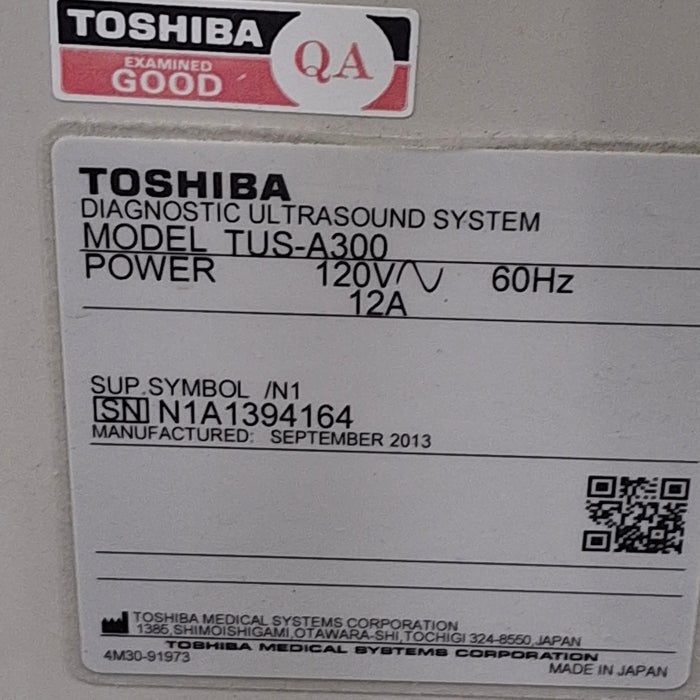 TOSHIBA
QA
EXAMINED
GOOD
TOSHIBA
DIAGNOSTIC ULTRASOUND SYSTEM
MODEL TUS-A300
POWER 120V 60Hz
12A
SUP.SYMBOL /N1
SN N1A1394164
MANUFACTURED: SEPTEMBER 2013
TOSHIBA MEDICAL SYSTEMS CORPORATION
1385,SHIMOISHIGAMI,OTAWARA-SHI,TOCHIGI 324-8550,JAPAN
TOSHIBA MEDICAL SYSTEMS CORPORATION
4M30-91973 MADE IN JAPAN